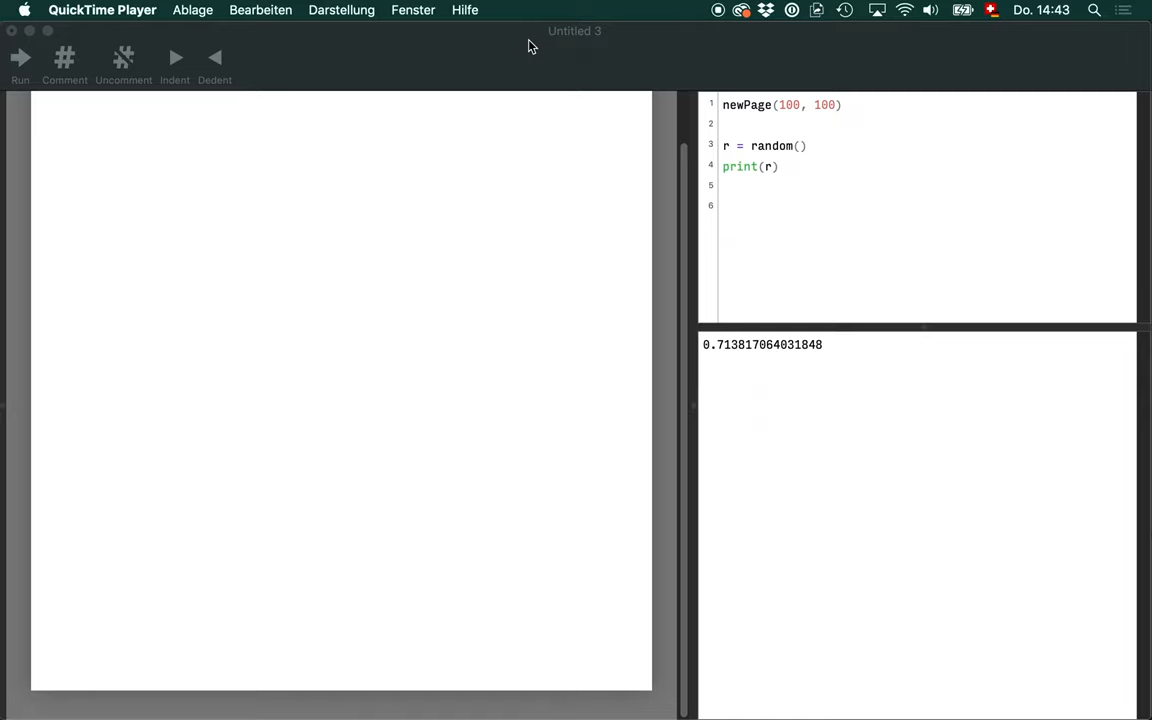 QuickTime Player Ablage Bearbeiten Darstellung Fenster Hilfe Do. 14:43
Untitled 3
Run Comment Uncomment Indent Dedent
1 newPage(100, 100)
2
3 r = random()
4 print(r)
5
6
0.713817064031848